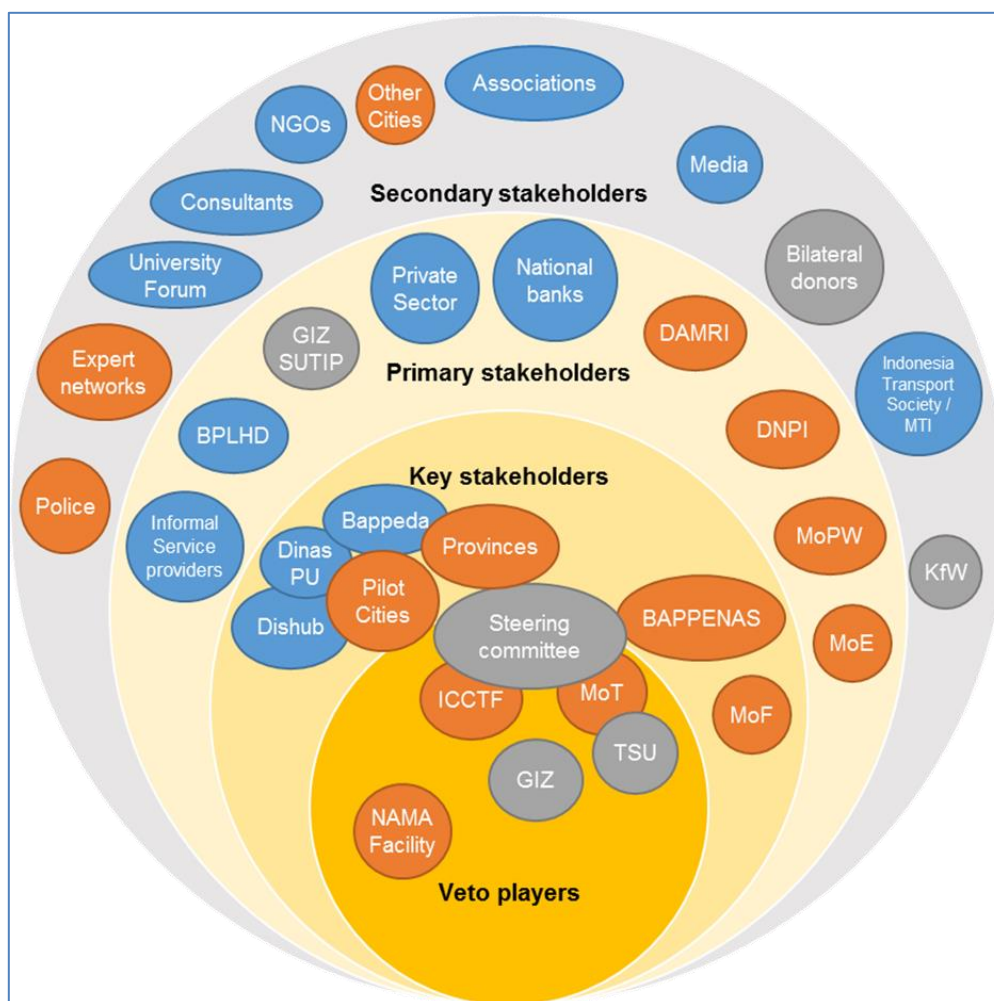 Associations
Other
Cities
NGOs
Media
Consultants
Secondary stakeholders
University
Forum
Private
Sector
National
banks
Bilateral
donors
GIZ
SUTIP
DAMRI
Expert
networks
Primary stakeholders
Indonesia
Transport
Society /
MTI
BPLHD
DNPI
Key stakeholders
Police
Informal
Service
providers
Bappeda
Dinas
PU
Provinces
MoPW
KfW
Pilot
Cities
Dishub
Steering
committee
BAPPENAS
MoE
ICCTF
MoT
MoF
TSU
GIZ
NAMA
Facility
Veto players